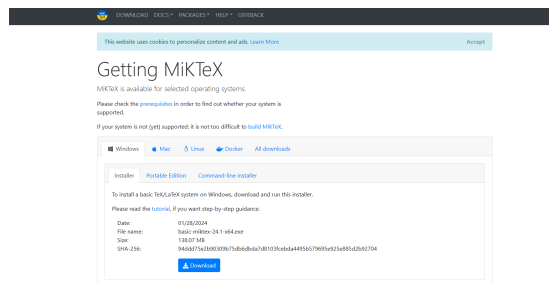 DOWNLOAD DOCS PACKAGES HELP GIVEBACK
This website uses cookies to personalize content and ads. Learn More Accept
Getting MiKTeX
MiKTeX is available for selected operating systems.
Please check the prerequisites in order to find out whether your system is
supported.
If your system is not (yet) supported: it is not too difficult to build MiKTeX.
Windows Mac Linux Docker All downloads
Installer Portable Edition Command-line installer
To install a basic TeX/LaTeX system on Windows, download and run this installer.
Please read the tutorial, if you want step-by-step guidance.
Date: 01/28/2024
File name: basic-miktex-24.1-x64.exe
Size: 138.07 MB
SHA-256: 94ddd75e2b90309b75db6dbda7d8103fcebda4495b579695e925e885d2b92704
Download